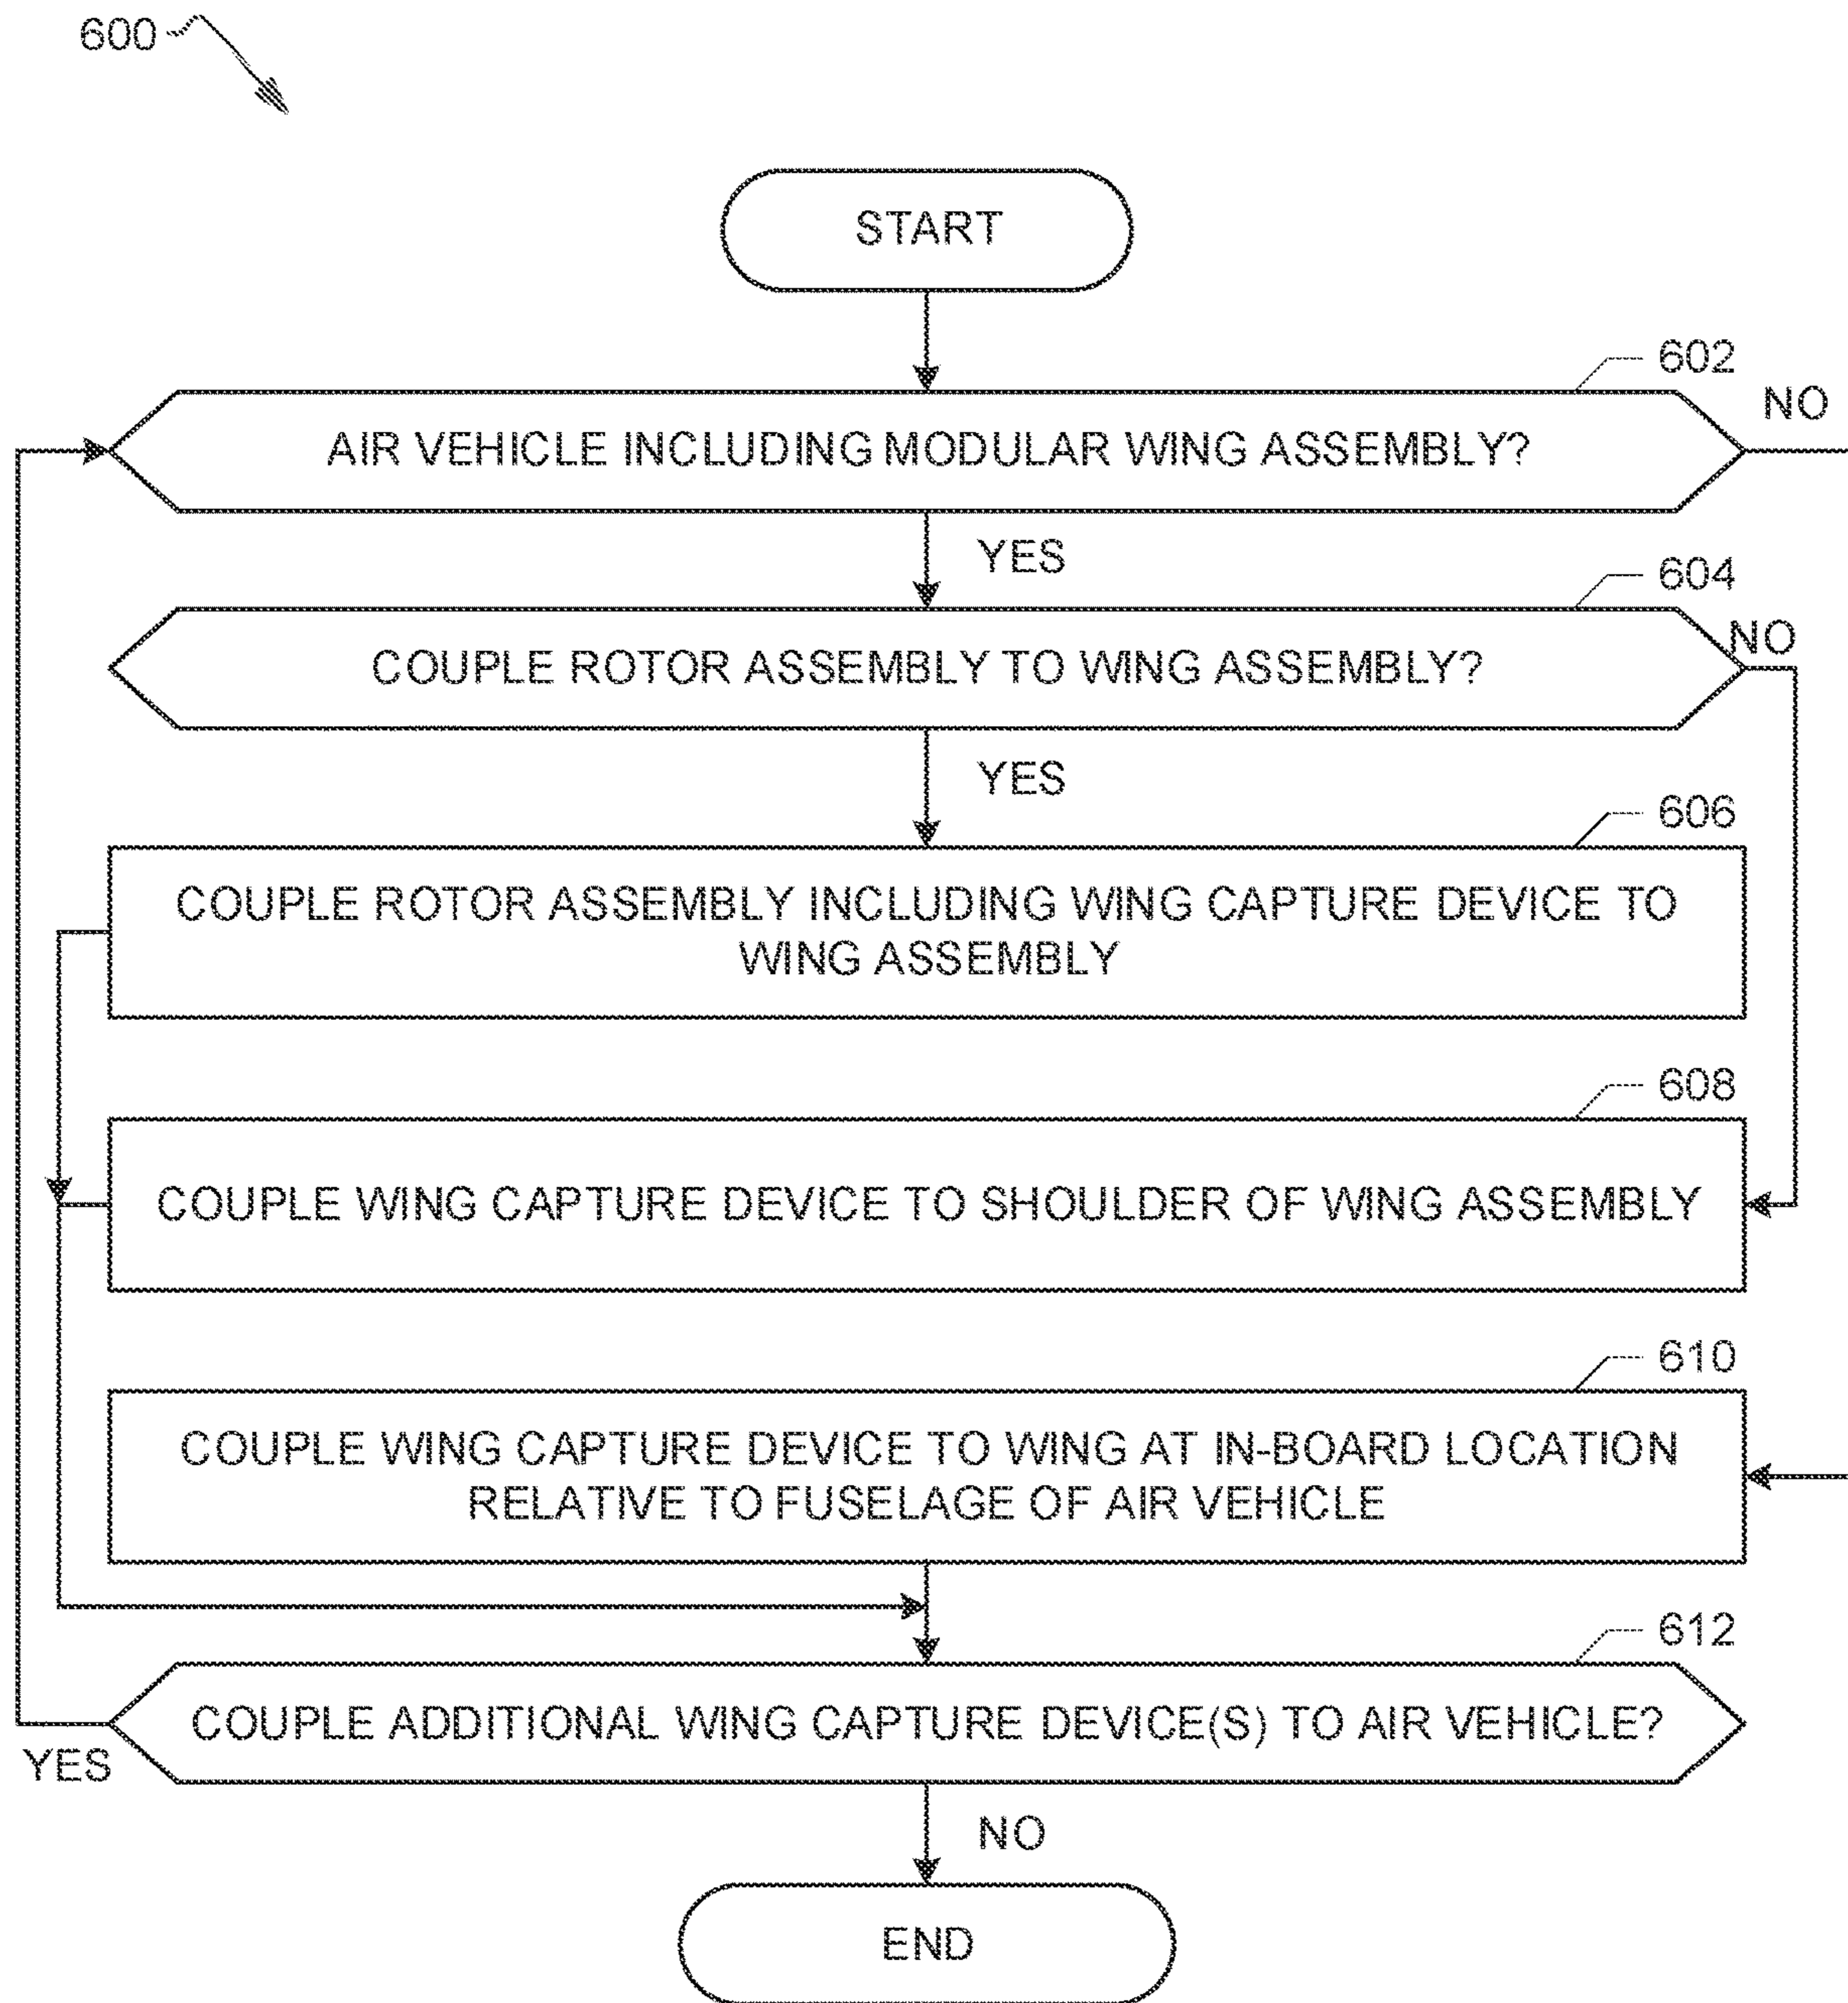 600
START
602
NO
AIR VEHICLE INCLUDING MODULAR WING ASSEMBLY?
YES
604
NO
COUPLE ROTOR ASSEMBLY TO WING ASSEMBLY?
YES
606
COUPLE ROTOR ASSEMBLY INCLUDING WING CAPTURE DEVICE TO
WING ASSEMBLY
608
COUPLE WING CAPTURE DEVICE TO SHOULDER OF WING ASSEMBLY
610
COUPLE WING CAPTURE DEVICE TO WING AT IN-BOARD LOCATION
RELATIVE TO FUSELAGE OF AIR VEHICLE
612
COUPLE ADDITIONAL WING CAPTURE DEVICE(S) TO AIR VEHICLE?
YES
NO
END